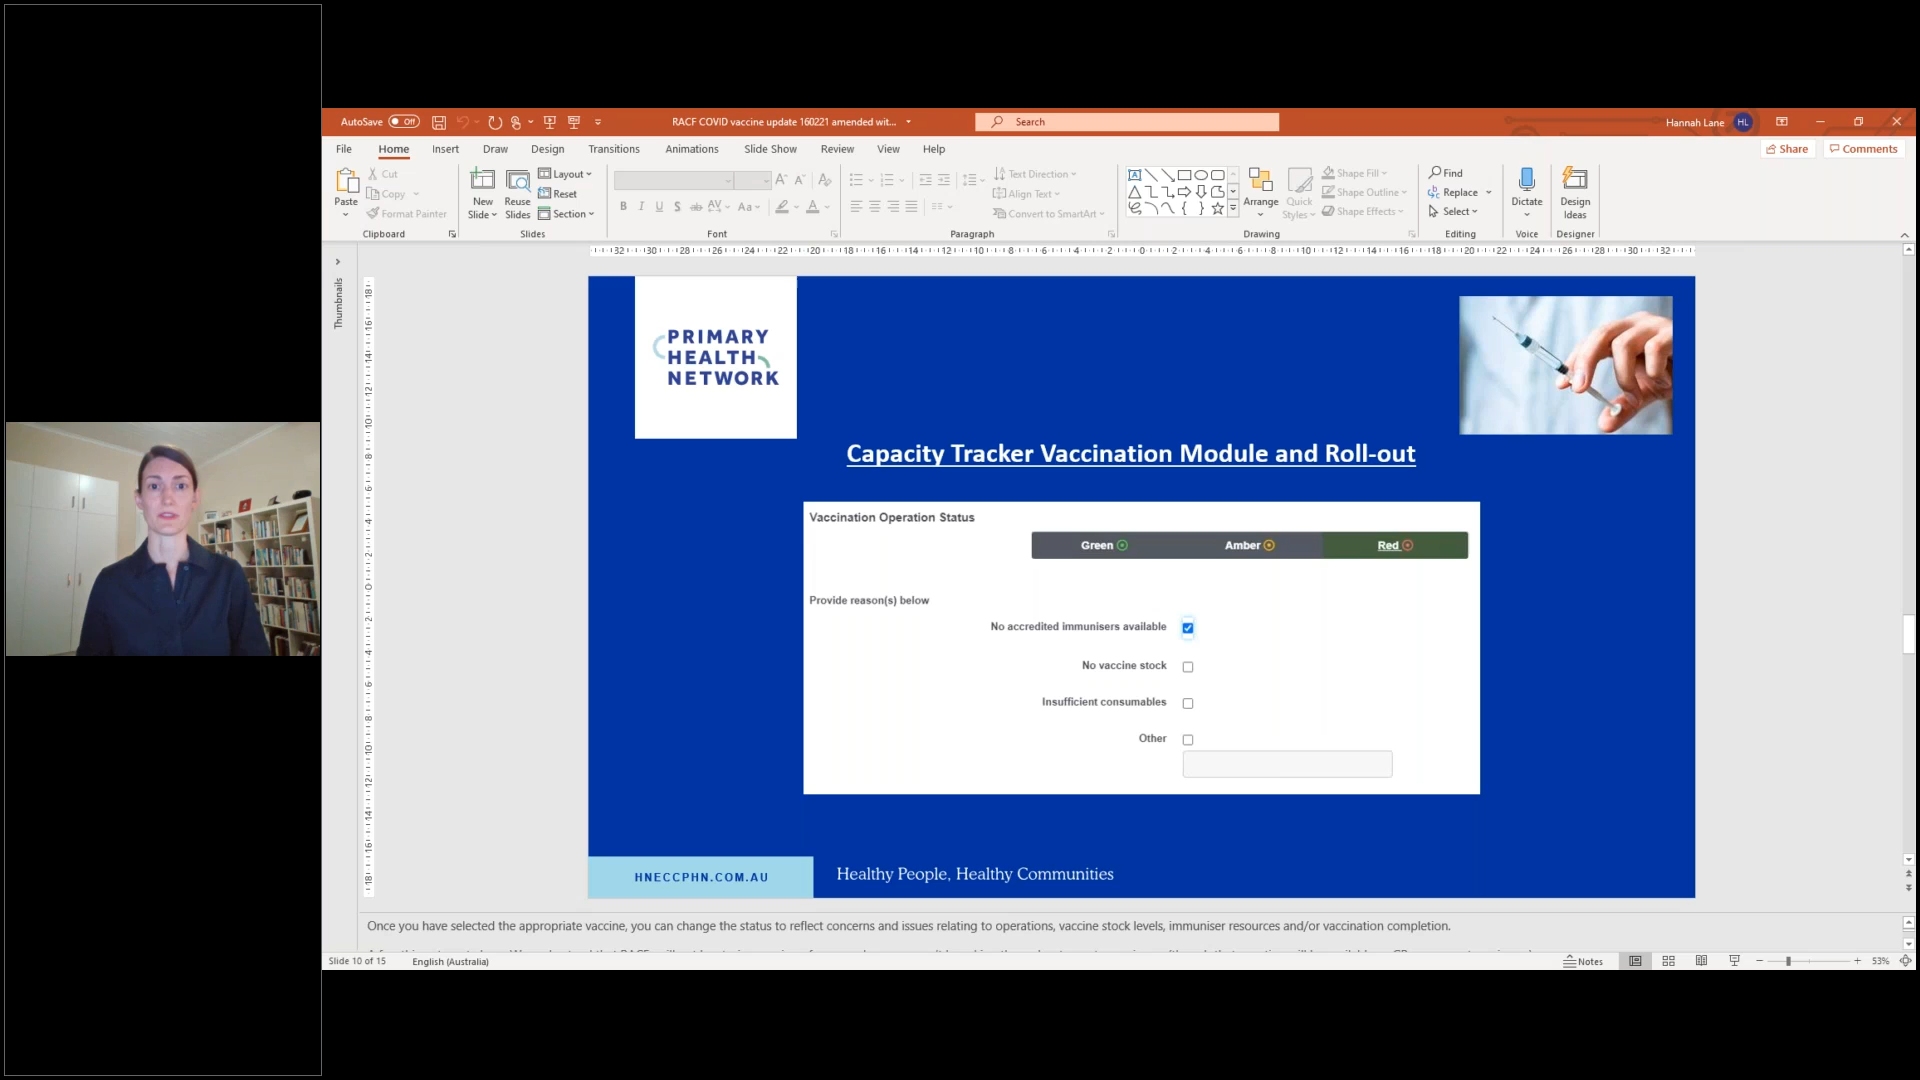 AutoSave Off
RACF COVID vaccine update 160221 amended wit...
Search
Hannah Lane HL
File Home Insert Draw Design Transitions Animations Slide Show Review View Help
Share Comments
Paste
Cut
Copy
Format Painter
Clipboard
New
Slide
Reuse
Slides
Layout
Reset
Section
Slides
Font
Text Direction
Align Text
Convert to SmartArt
Paragraph
Arrange
Quick
Styles
Shape Fill
Shape Outline
Shape Effects
Drawing
Find
Replace
Select
Editing
Dictate
Voice
Design
Ideas
Designer
Thumbnails
PRIMARY
HEALTH
NETWORK
Capacity Tracker Vaccination Module and Roll-out
Vaccination Operation Status
Green Amber Red
Provide reason(s) below
No accredited immunisers available
No vaccine stock
Insufficient consumables
Other
HNECCPHN.COM.AU
Healthy People, Healthy Communities
Once you have selected the appropriate vaccine, you can change the status to reflect concerns and issues relating to operations, vaccine stock levels, immuniser resources and/or vaccination completion.
Slide 10 of 15 English (Australia)
Notes 53%